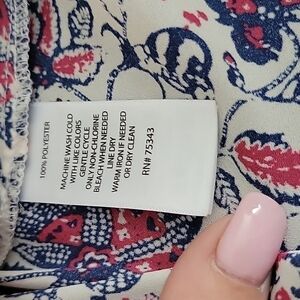 100% POLYESTER
MACHINE WASH COLD
WITH LIKE COLORS
GENTLE CYCLE
ONLY NON-CHLORINE
BLEACH WHEN NEEDED
LINE DRY
WARM IRON IF NEEDED
OR DRY CLEAN
RN# 75343